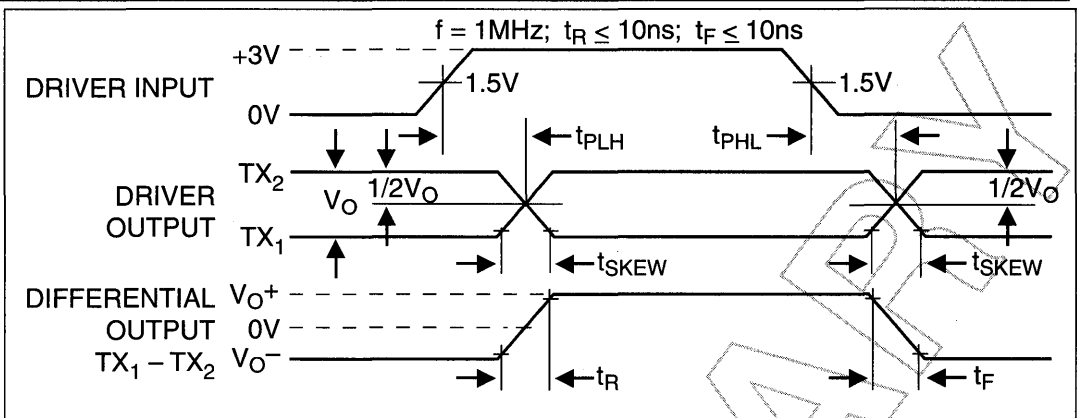 f = 1MHz; tR ≤ 10ns; tF ≤ 10ns
+3V
DRIVER INPUT
1.5V
1.5V
0V
tPLH
tPHL
TX2
DRIVER
OUTPUT
VO
1/2VO
1/2VO
TX1
tSKEW
tSKEW
DIFFERENTIAL
OUTPUT
TX1 – TX2
VO+
0V
VO–
tR
tF